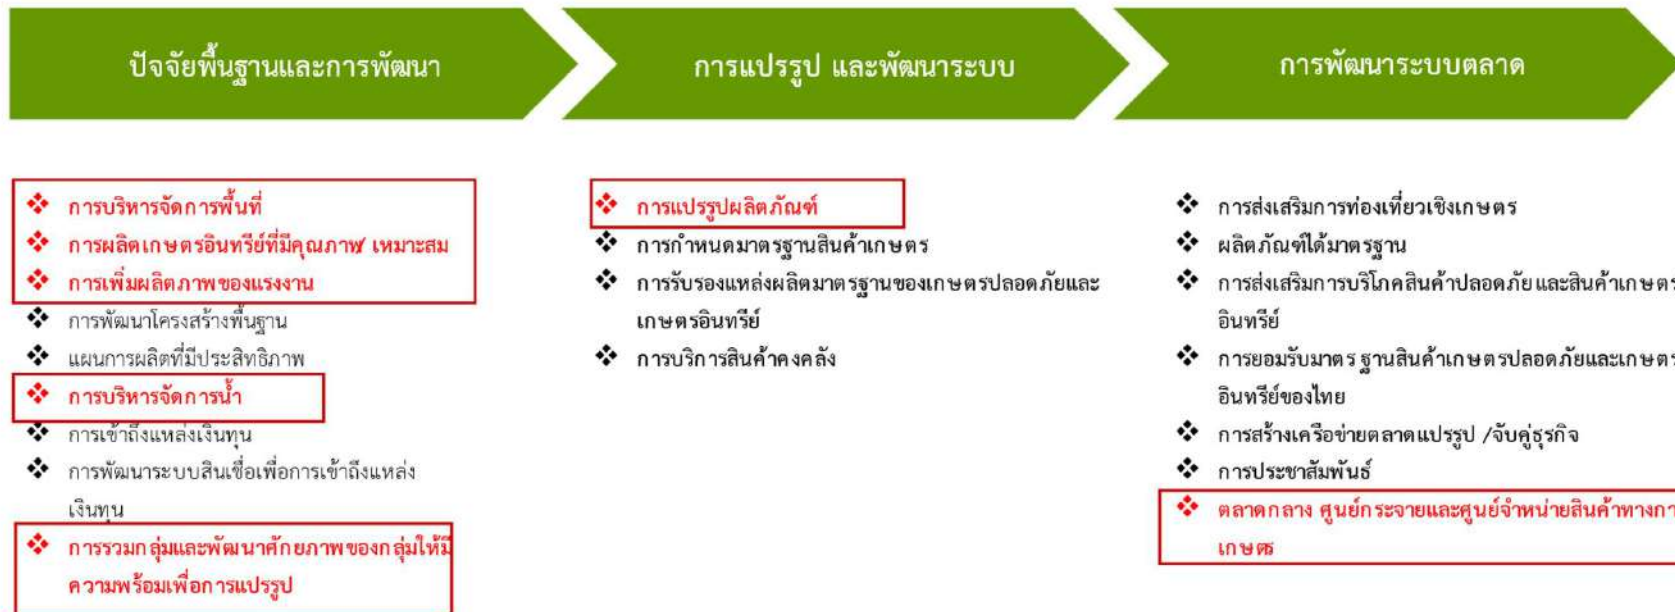 ปัจจัยพื้นฐานและการพัฒนา
❖ การบริหารจัดการพื้นที่
❖ การผลิตเกษตรอินทรีย์ที่มีคุณภาพ/ เหมาะสม
❖ การเพิ่มผลิตภาพของแรงงาน
❖ การพัฒนาโครงสร้างพื้นฐาน
❖ แผนการผลิตที่มีประสิทธิภาพ
❖ การบริหารจัดการน้ำ
❖ การเข้าถึงแหล่งเงินทุน
❖ การพัฒนาระบบสินเชื่อเพื่อการเข้าถึงแหล่ง
เงินทุน
❖ การรวมกลุ่มและพัฒนาศักยภาพของกลุ่มให้มี
ความพร้อมเพื่อการแปรรูป
การแปรรูป และพัฒนาระบบ
❖ การแปรรูปผลิตภัณฑ์
❖ การกำหนดมาตรฐานสินค้าเกษตร
❖ การรับรองแหล่งผลิตมาตรฐานของเกษตรปลอดภัยและ
เกษตรอินทรีย์
❖ การบริการสินค้าคงคลัง
การพัฒนาระบบตลาด
❖ การส่งเสริมการท่องเที่ยวเชิงเกษตร
❖ ผลิตภัณฑ์ได้มาตรฐาน
❖ การส่งเสริมการบริโภคสินค้าปลอดภัยและสินค้าเกษตร
อินทรีย์
❖ การยอมรับมาตรฐานสินค้าเกษตรปลอดภัยและเกษตร
อินทรีย์ของไทย
❖ การสร้างเครือข่ายตลาดแปรรูป /จับคู่ธุรกิจ
❖ การประชาสัมพันธ์
❖ ตลาดกลาง ศูนย์กระจายและศูนย์จำหน่ายสินค้าทางกา
เกษตร